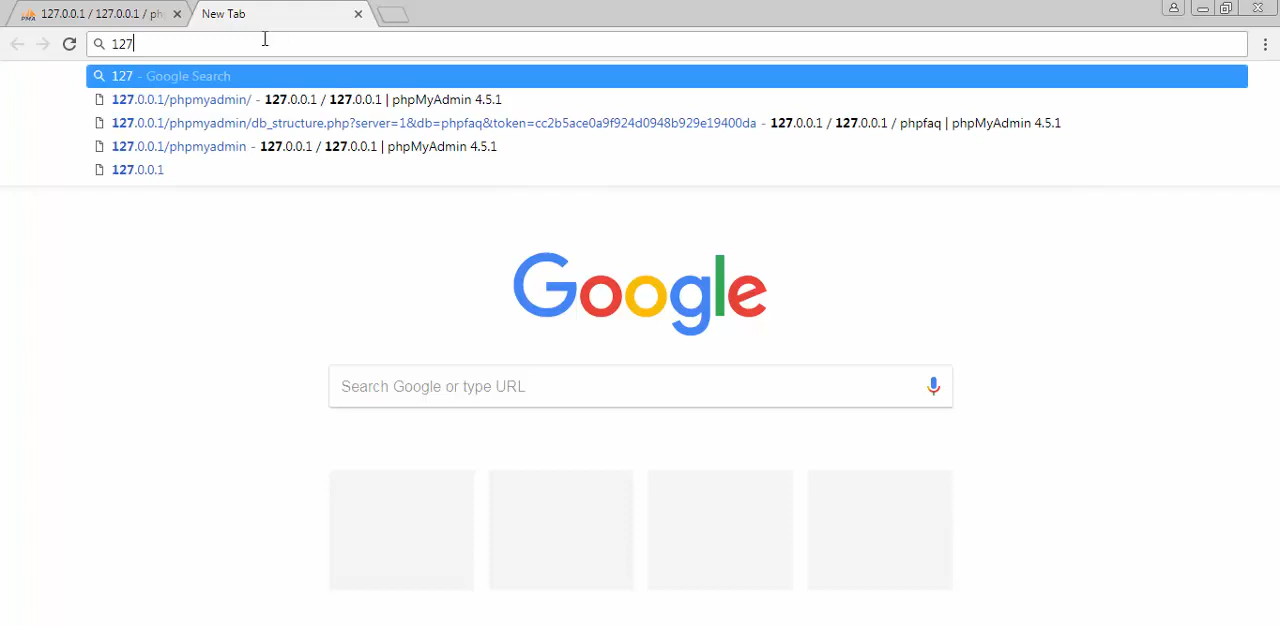 127.0.0.1 / 127.0.0.1 / ph
New Tab
127
127 - Google Search
127.0.0.1/phpmyadmin/ - 127.0.0.1 / 127.0.0.1 | phpMyAdmin 4.5.1
127.0.0.1/phpmyadmin/db_structure.php?server=1&db=phpfaq&token=cc2b5ace0a9f924d0948b929e19400da - 127.0.0.1 / 127.0.0.1 / phpfaq | phpMyAdmin 4.5.1
127.0.0.1/phpmyadmin - 127.0.0.1 / 127.0.0.1 | phpMyAdmin 4.5.1
127.0.0.1
Google
Search Google or type URL